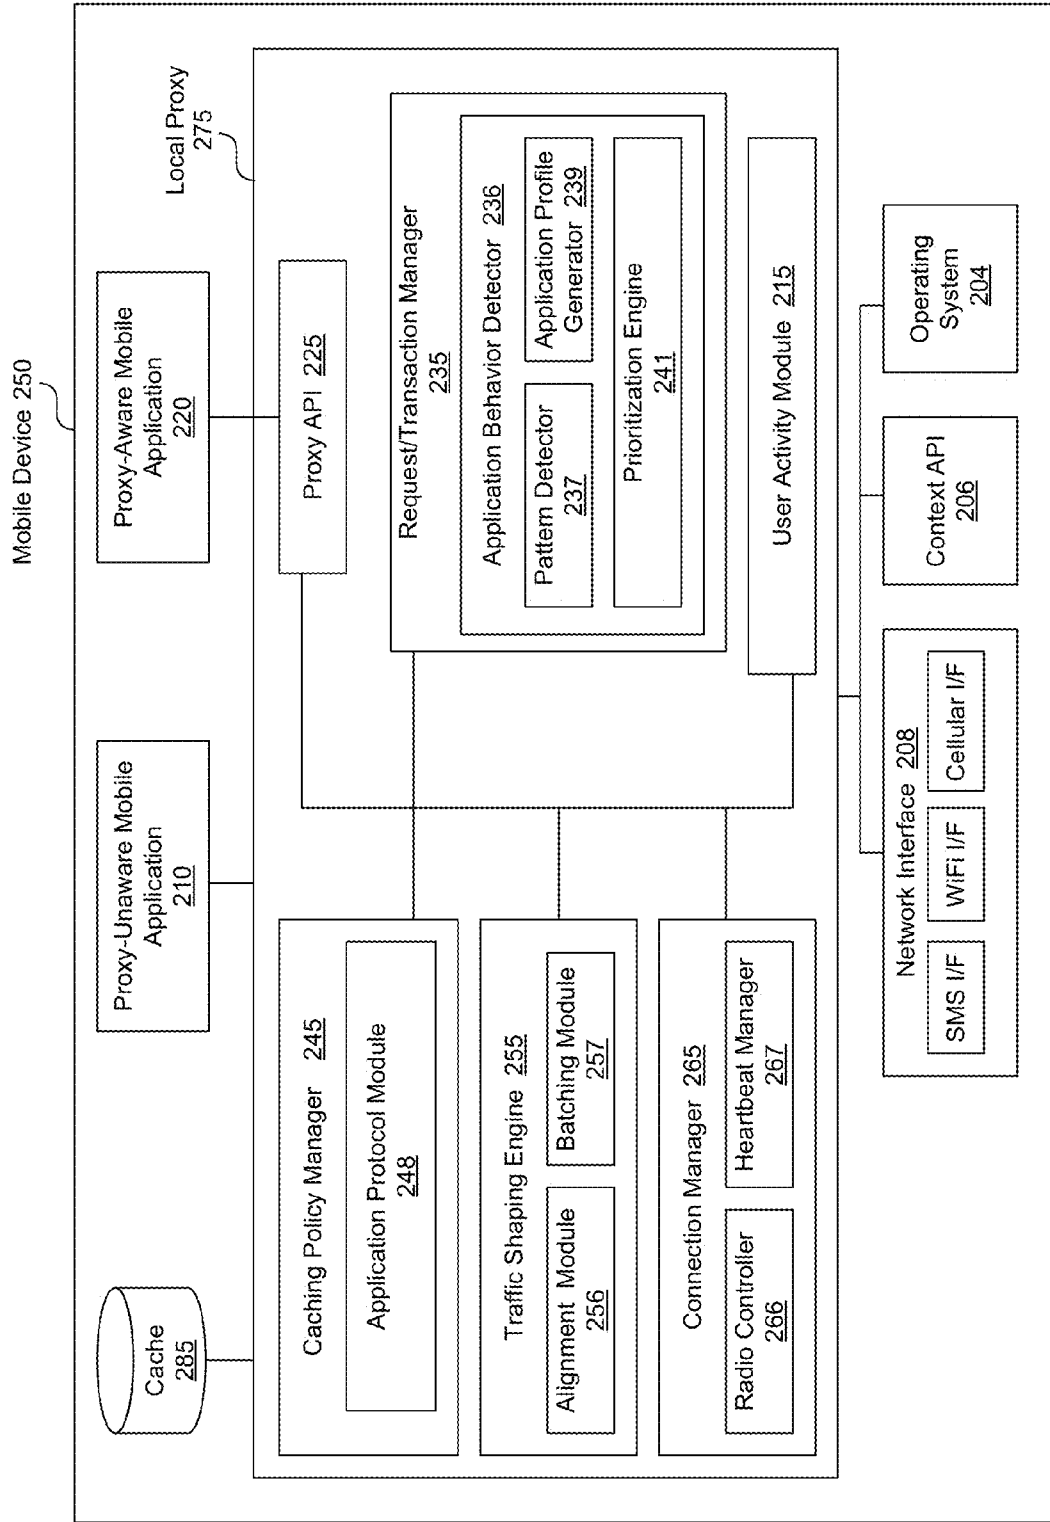 Mobile Device 250
Cache
285
Proxy-Unaware Mobile
Application
210
Proxy-Aware Mobile
Application
220
Local Proxy
275
Caching Policy Manager 245
Application Protocol Module
248
Traffic Shaping Engine 255
Alignment Module
256
Batching Module
257
Connection Manager 265
Radio Controller
266
Heartbeat Manager
267
Proxy API 225
Request/Transaction Manager
235
Application Behavior Detector 236
Pattern Detector
237
Application Profile
Generator 239
Prioritization Engine
241
User Activity Module 215
Network Interface 208
SMS I/F
WiFi I/F
Cellular I/F
Context API
206
Operating
System
204